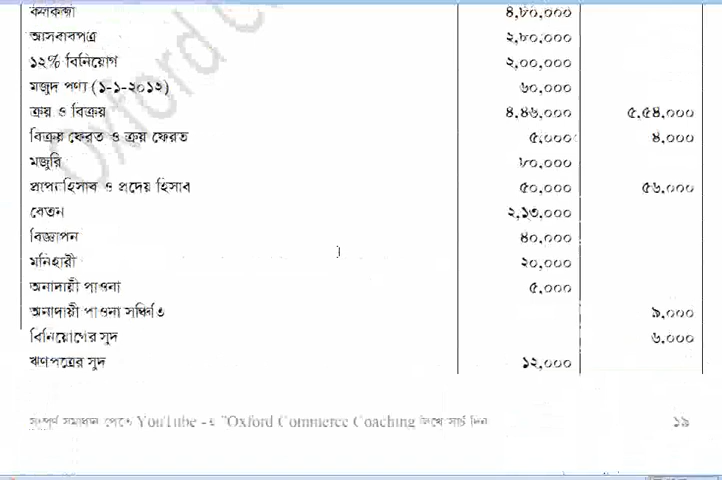 কলকব্জা ৪,৮০,০০০
আসবাবপত্র ২,৮০,০০০
১২% বিনিয়োগ ২,০০,০০০
মজুদ পণ্য (১-১-২০১২) ৬০,০০০
ক্রয় ও বিক্রয় ৪,৪৬,০০০ ৫,৫৪,০০০
বিক্রয় ফেরত ও ক্রয় ফেরত ৫,০০০ ৪,০০০
মজুরি ৮০,০০০
প্রাপ্য হিসাব ও প্রদেয় হিসাব ৫০,০০০ ৫৬,০০০
বেতন ২,১৩,০০০
বিজ্ঞাপন ৪০,০০০
মনিহারী ২০,০০০
অনাদায়ী পাওনা ৫,০০০
অনাদায়ী পাওনা সঞ্চিতি ৯,০০০
বিনিয়োগের সুদ ৬,০০০
ঋণপত্রের সুদ ১২,০০০
সম্পূর্ণ সমাধান পেতে YouTube -এ "Oxford Commerce Coaching লিখে সার্চ দিন ১৯
Oxford C